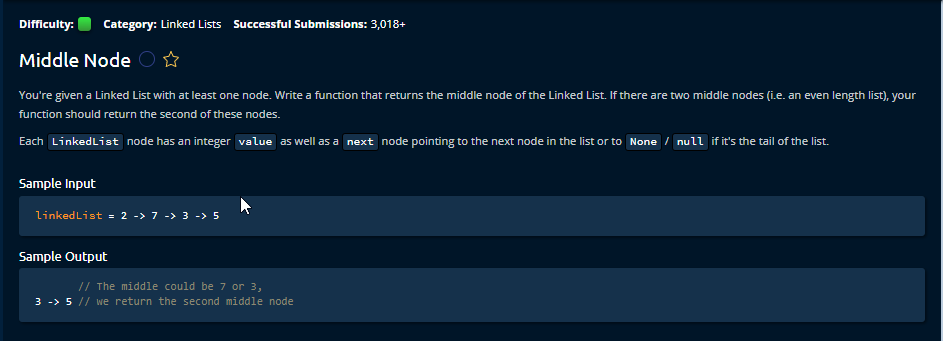 Difficulty: Category: Linked Lists Successful Submissions: 3,018+
Middle Node
You're given a Linked List with at least one node. Write a function that returns the middle node of the Linked List. If there are two middle nodes (i.e. an even length list), your
function should return the second of these nodes.
Each LinkedList node has an integer value as well as a next node pointing to the next node in the list or to None / null if it's the tail of the list.
Sample Input
linkedList = 2 -> 7 -> 3 -> 5
Sample Output
// The middle could be 7 or 3,
3 -> 5 // we return the second middle node